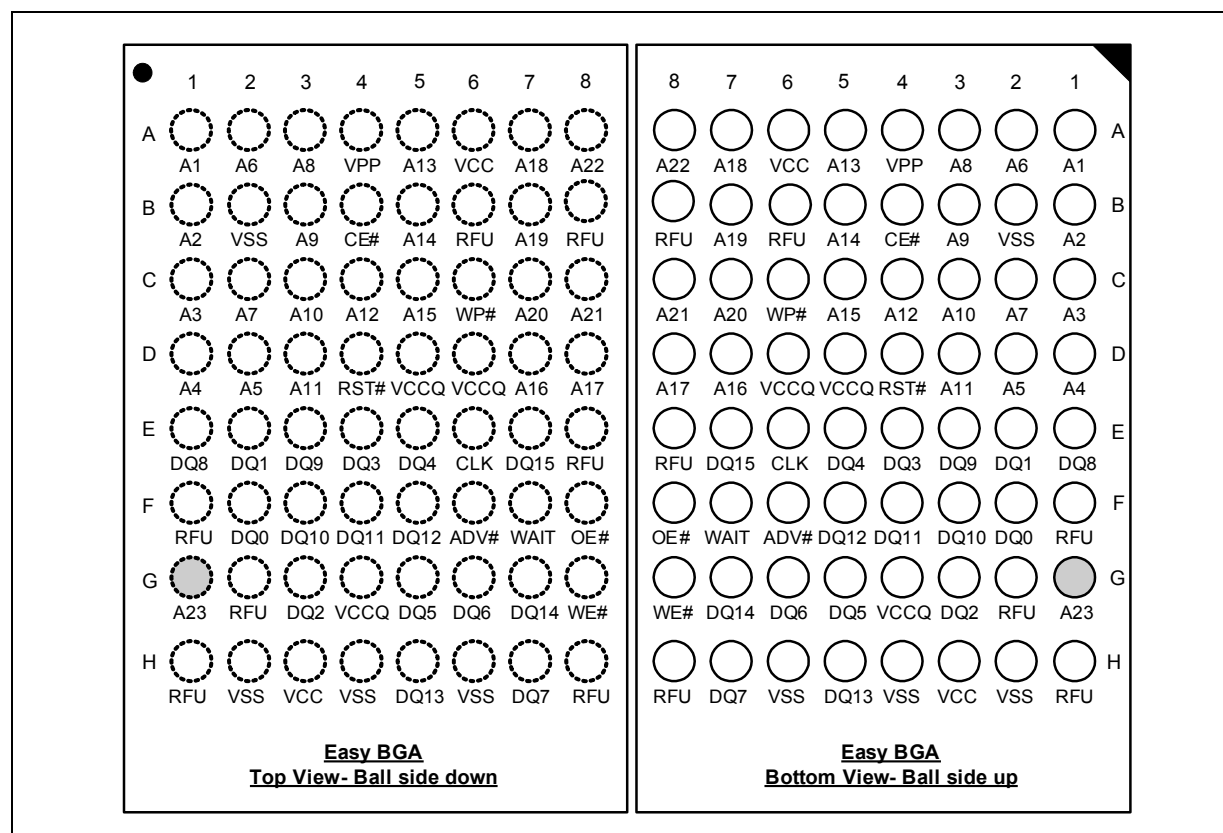 1 2 3 4 5 6 7 8
A
A1 A6 A8 VPP A13 VCC A18 A22
B
A2 VSS A9 CE# A14 RFU A19 RFU
C
A3 A7 A10 A12 A15 WP# A20 A21
D
A4 A5 A11 RST# VCCQ VCCQ A16 A17
E
DQ8 DQ1 DQ9 DQ3 DQ4 CLK DQ15 RFU
F
RFU DQ0 DQ10 DQ11 DQ12 ADV# WAIT OE#
G
A23 RFU DQ2 VCCQ DQ5 DQ6 DQ14 WE#
H
RFU VSS VCC VSS DQ13 VSS DQ7 RFU
Easy BGA
Top View- Ball side down
8 7 6 5 4 3 2 1
A
A22 A18 VCC A13 VPP A8 A6 A1
B
RFU A19 RFU A14 CE# A9 VSS A2
C
A21 A20 WP# A15 A12 A10 A7 A3
D
A17 A16 VCCQ VCCQ RST# A11 A5 A4
E
RFU DQ15 CLK DQ4 DQ3 DQ9 DQ1 DQ8
F
OE# WAIT ADV# DQ12 DQ11 DQ10 DQ0 RFU
G
WE# DQ14 DQ6 DQ5 VCCQ DQ2 RFU A23
H
RFU DQ7 VSS DQ13 VSS VCC VSS RFU
Easy BGA
Bottom View- Ball side up